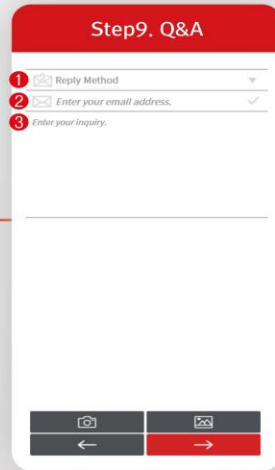 Step9. Q&A
1 Reply Method
2 Enter your email address.
3 Enter your inquiry.